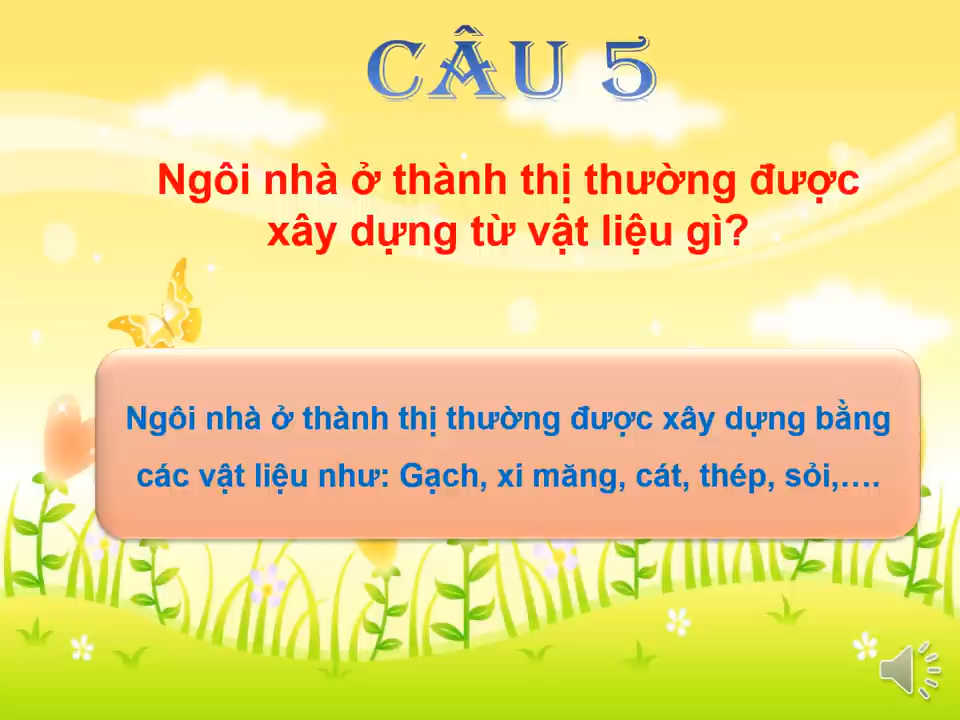 CÂU 5
Ngôi nhà ở thành thị thường được
xây dựng từ vật liệu gì?
Ngôi nhà ở thành thị thường được xây dựng bằng
các vật liệu như: Gạch, xi măng, cát, thép, sỏi,….